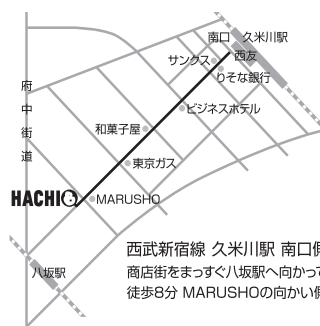 南口 久米川駅
サンクス 西友
りそな銀行
ビジネスホテル
府中街道
和菓子屋
東京ガス
HACHI
MARUSHO
八坂駅
西武新宿線 久米川駅 南口
商店街をまっすぐ八坂駅へ向かって
徒歩8分 MARUSHOの向かい側